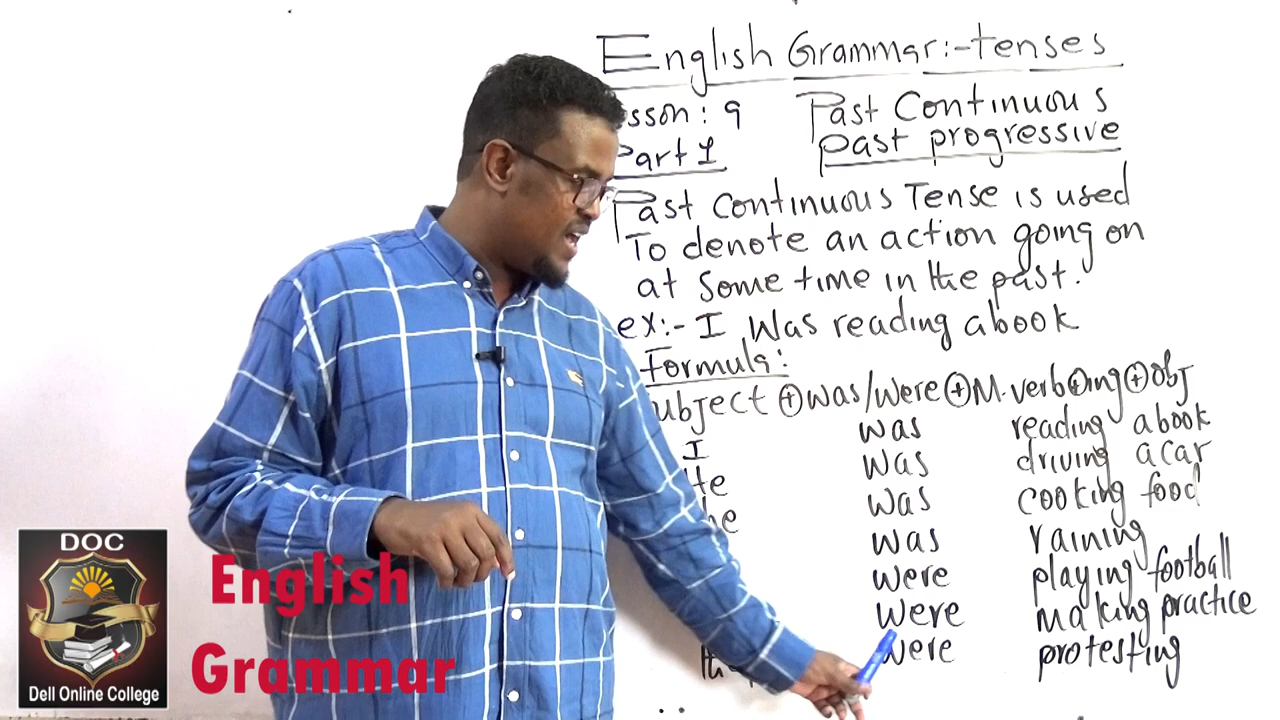 English Grammar:-tenses
Lesson: 9 Past Continuous
Part 1 Past progressive
Past Continuous Tense is used
To denote an action going on
at some time in the past.
ex:- I Was reading a book
Formula:
Subject + was/were + M.verb + ing + obj
I was reading a book
He was driving a car
was cooking food
was raining
were playing football
were making practice
were protesting
DOC
Dell Online College
English
Grammar